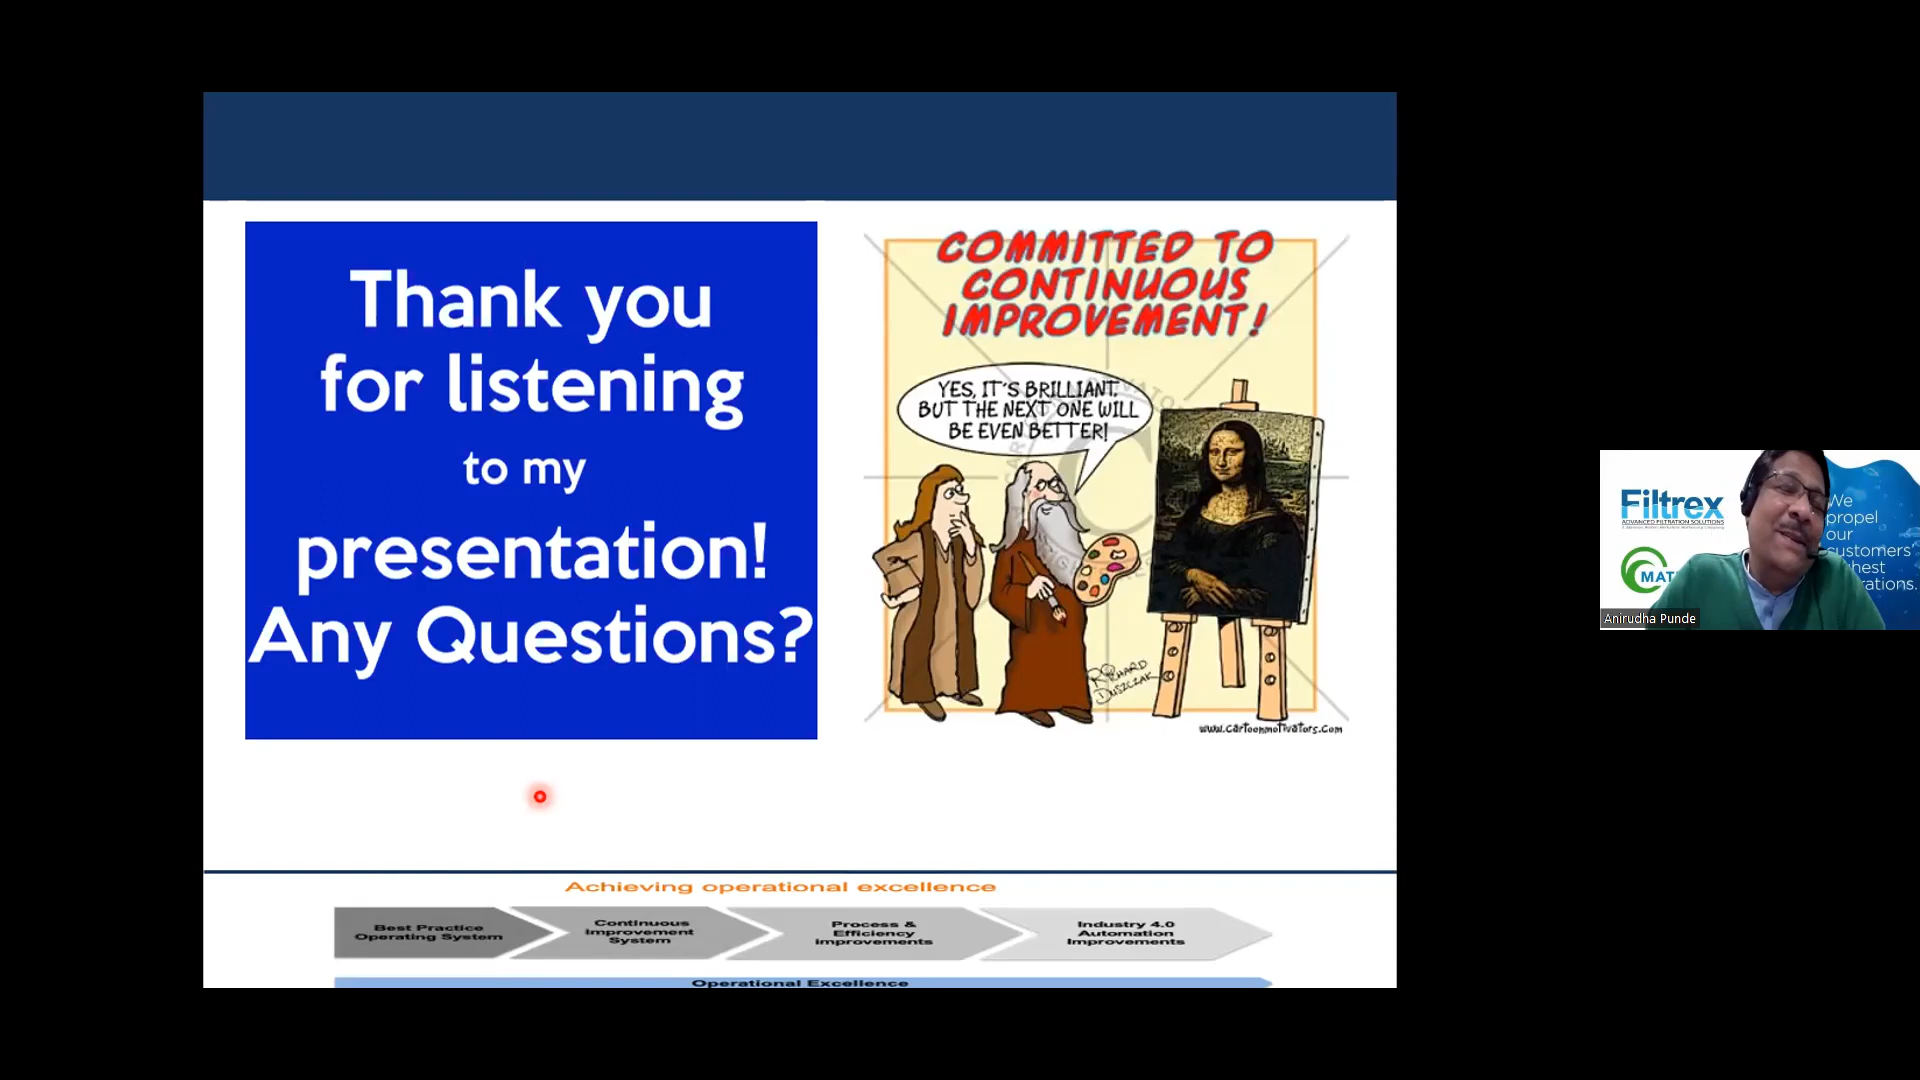 Thank you
for listening
to my
presentation!
Any Questions?
COMMITTED TO
CONTINUOUS
IMPROVEMENT!
YES, IT'S BRILLIANT,
BUT THE NEXT ONE WILL
BE EVEN BETTER!
RICHARD
DUSZCZAK
www.cartoonmotivators.com
Achieving operational excellence
Best Practice
Operating System
Continuous
Improvement
System
Process &
Efficiency
improvements
Industry 4.0
Automation
Improvements
Operational Excellence
Filtrex
ADVANCED FILTRATION SOLUTIONS
MAT
We
propel
our
customers'
Anirudha Punde